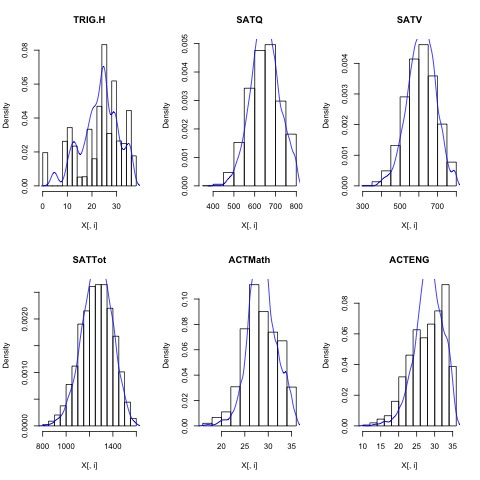 TRIG.H
SATQ
SATV
Density
0.00 0.02 0.04 0.06 0.08
0 10 20 30
X[, i]
Density
0.000 0.001 0.002 0.003 0.004 0.005
400 500 600 700 800
X[, i]
Density
0.000 0.001 0.002 0.003 0.004
300 500 700
X[, i]
SATTot
ACTMath
ACTENG
Density
0.0000 0.0010 0.0020
800 1000 1400
X[, i]
Density
0.00 0.02 0.04 0.06 0.08 0.10
20 25 30 35
X[, i]
Density
0.00 0.02 0.04 0.06 0.08
10 15 20 25 30 35
X[, i]